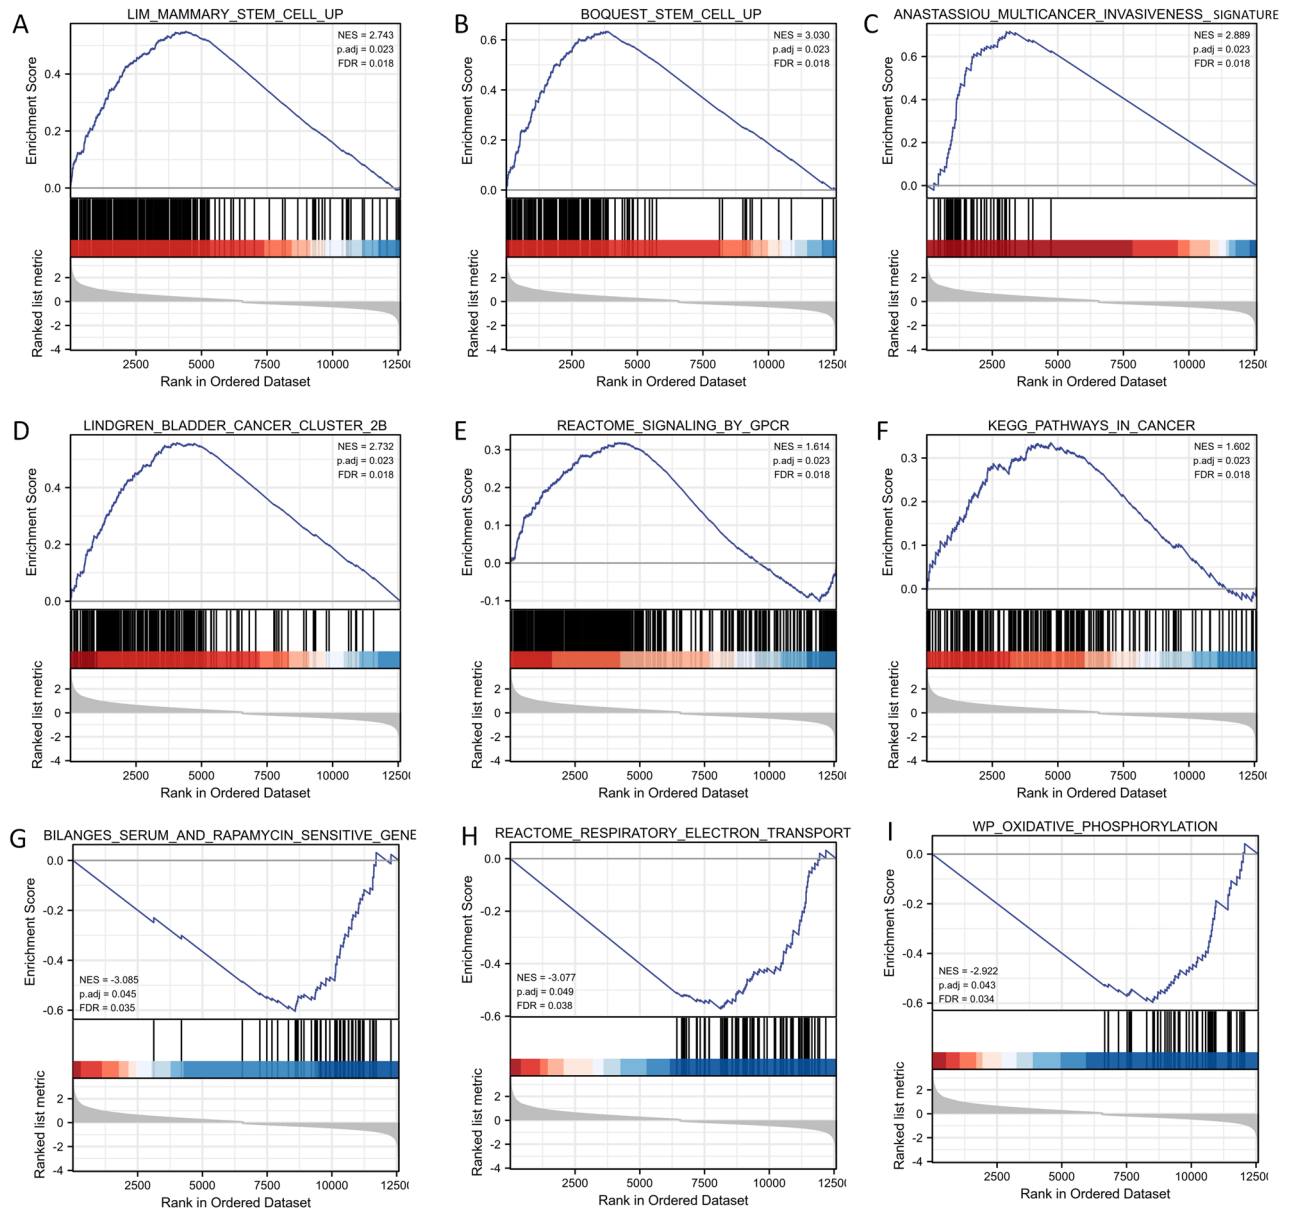 A
LIM_MAMMARY_STEM_CELL_UP
NES = 2.743
p.adj = 0.023
FDR = 0.018
Enrichment Score
0.4
0.2
0.0
Ranked list metric
2
0
-2
-4
2500 5000 7500 10000 1250(
Rank in Ordered Dataset
B
BOQUEST_STEM_CELL_UP
NES = 3.030
p.adj = 0.023
FDR = 0.018
Enrichment Score
0.6
0.4
0.2
0.0
Ranked list metric
2
0
-2
-4
2500 5000 7500 10000 1250(
Rank in Ordered Dataset
C
ANASTASSIOU_MULTICANCER_INVASIVENESS_SIGNATURE
NES = 2.889
p.adj = 0.023
FDR = 0.018
Enrichment Score
0.6
0.4
0.2
0.0
Ranked list metric
2
0
-2
-4
2500 5000 7500 10000 1250(
Rank in Ordered Dataset
D
LINDGREN_BLADDER_CANCER_CLUSTER_2B
NES = 2.732
p.adj = 0.023
FDR = 0.018
Enrichment Score
0.4
0.2
0.0
Ranked list metric
2
0
-2
-4
2500 5000 7500 10000 1250(
Rank in Ordered Dataset
E
REACTOME_SIGNALING_BY_GPCR
NES = 1.614
p.adj = 0.023
FDR = 0.018
Enrichment Score
0.3
0.2
0.1
0.0
-0.1
Ranked list metric
2
0
-2
-4
2500 5000 7500 10000 1250(
Rank in Ordered Dataset
F
KEGG_PATHWAYS_IN_CANCER
NES = 1.602
p.adj = 0.023
FDR = 0.018
Enrichment Score
0.3
0.2
0.1
0.0
Ranked list metric
2
0
-2
-4
2500 5000 7500 10000 1250(
Rank in Ordered Dataset
G
BILANGES_SERUM_AND_RAPAMYCIN_SENSITIVE_GENE
NES = -3.085
p.adj = 0.045
FDR = 0.035
Enrichment Score
0.0
-0.2
-0.4
-0.6
Ranked list metric
2
0
-2
-4
2500 5000 7500 10000 1250(
Rank in Ordered Dataset
H
REACTOME_RESPIRATORY_ELECTRON_TRANSPORT
NES = -3.077
p.adj = 0.049
FDR = 0.038
Enrichment Score
0.0
-0.2
-0.4
-0.6
Ranked list metric
2
0
-2
-4
2500 5000 7500 10000 1250(
Rank in Ordered Dataset
I
WP_OXIDATIVE_PHOSPHORYLATION
NES = -2.922
p.adj = 0.043
FDR = 0.034
Enrichment Score
0.0
-0.2
-0.4
-0.6
Ranked list metric
2
0
-2
-4
2500 5000 7500 10000 1250(
Rank in Ordered Dataset